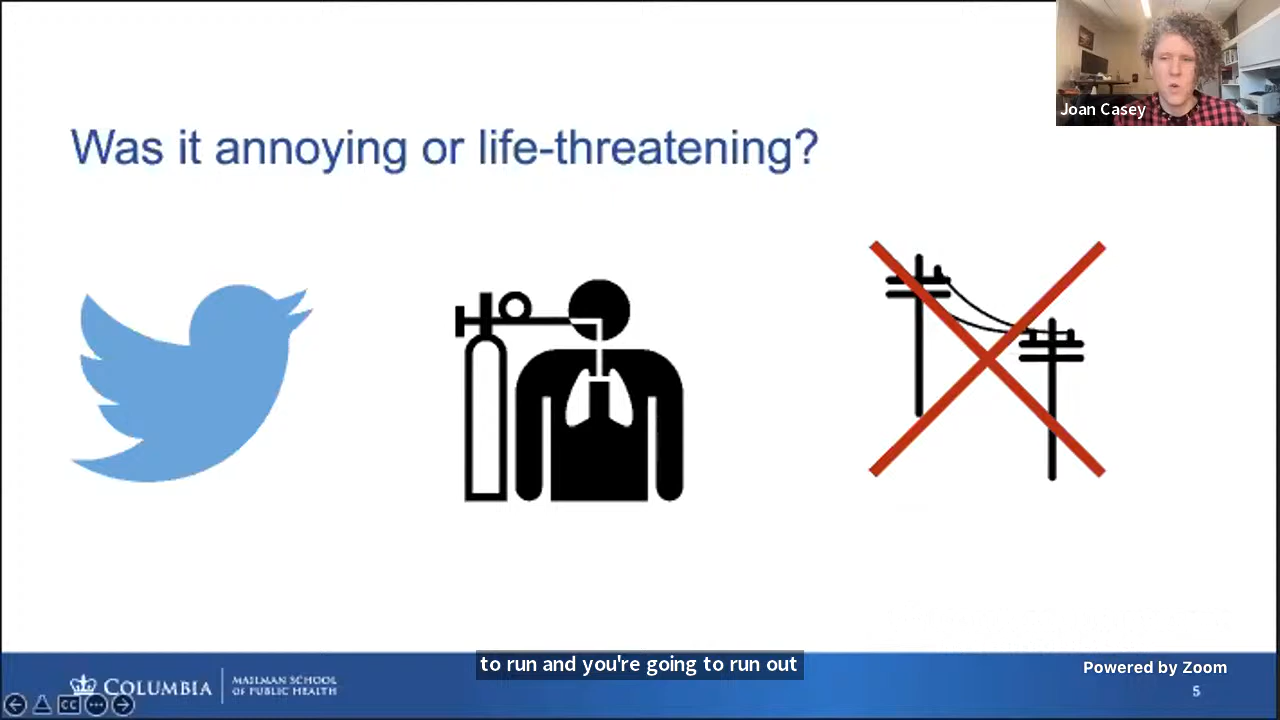 Joan Casey
Was it annoying or life-threatening?
to run and you're going to run out
Powered by Zoom
COLUMBIA
MAILMAN SCHOOL
OF PUBLIC HEALTH
5
CC